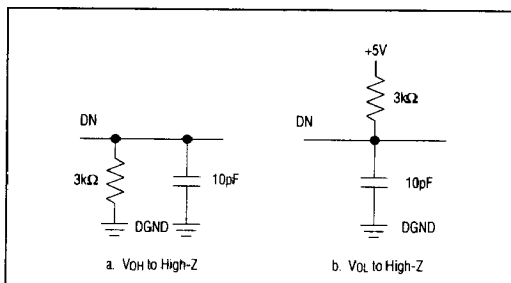 DN
3kΩ
10pF
DGND
a. VOH to High-Z
+5V
3kΩ
DN
10pF
DGND
b. VOL to High-Z